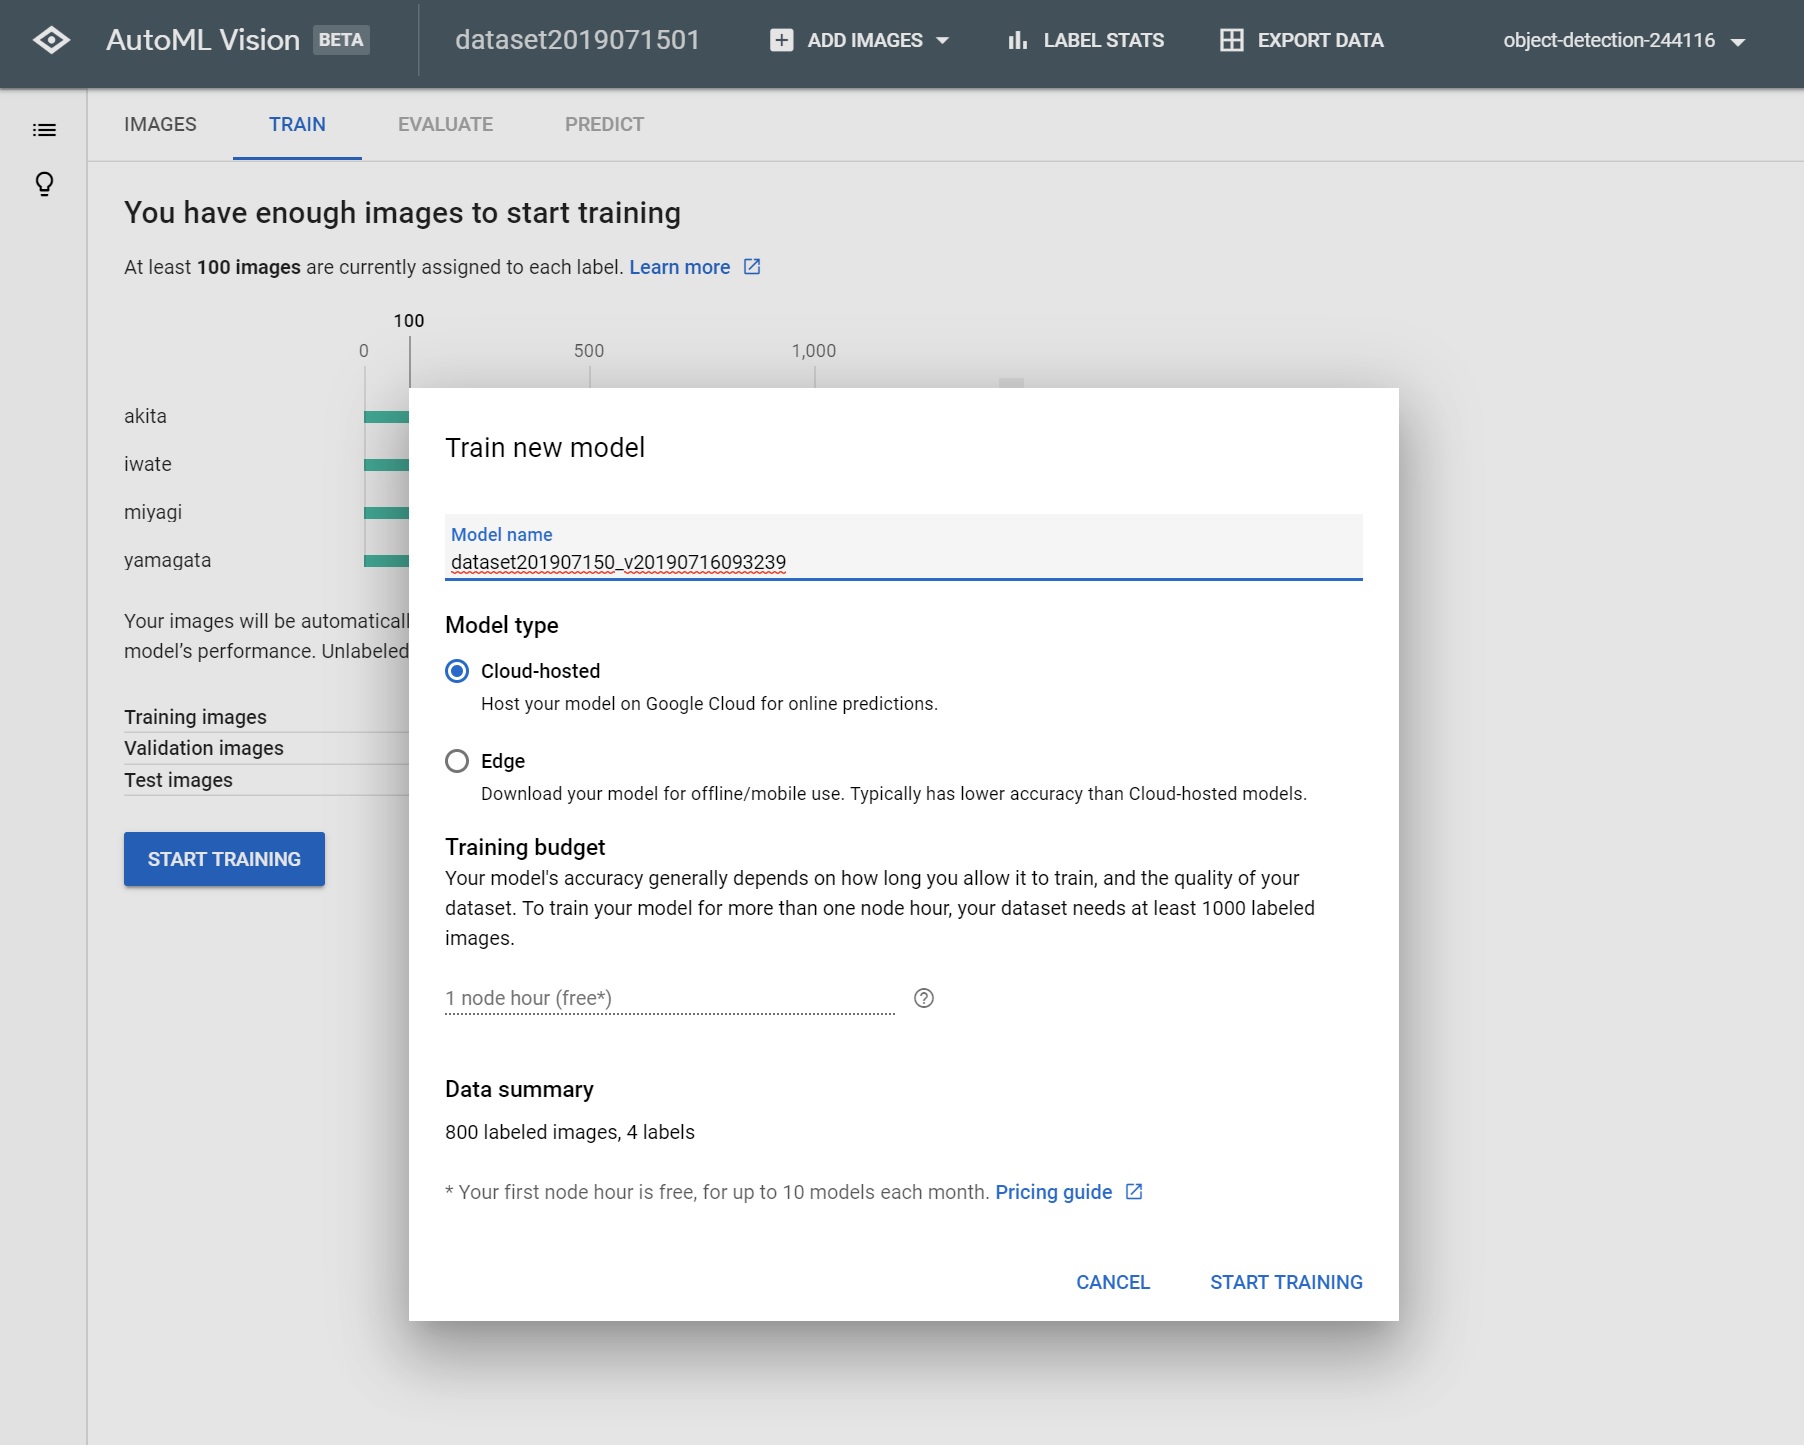 AutoML Vision BETA
dataset2019071501
ADD IMAGES
LABEL STATS
EXPORT DATA
object-detection-244116
IMAGES
TRAIN
EVALUATE
PREDICT
You have enough images to start training
At least 100 images are currently assigned to each label. Learn more
100
0 500 1,000
akita
iwate
miyagi
yamagata
Your images will be automaticall
model's performance. Unlabeled
Training images
Validation images
Test images
START TRAINING
Train new model
Model name
dataset201907150_v20190716093239
Model type
Cloud-hosted
Host your model on Google Cloud for online predictions.
Edge
Download your model for offline/mobile use. Typically has lower accuracy than Cloud-hosted models.
Training budget
Your model's accuracy generally depends on how long you allow it to train, and the quality of your
dataset. To train your model for more than one node hour, your dataset needs at least 1000 labeled
images.
1 node hour (free*)
Data summary
800 labeled images, 4 labels
* Your first node hour is free, for up to 10 models each month. Pricing guide
CANCEL
START TRAINING